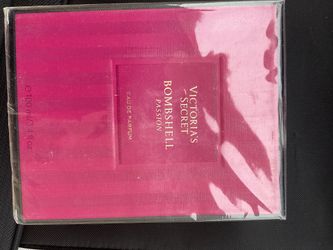 VICTORIA'S
SECRET
BOMBSHELL
PASSION
EAU DE PARFUM